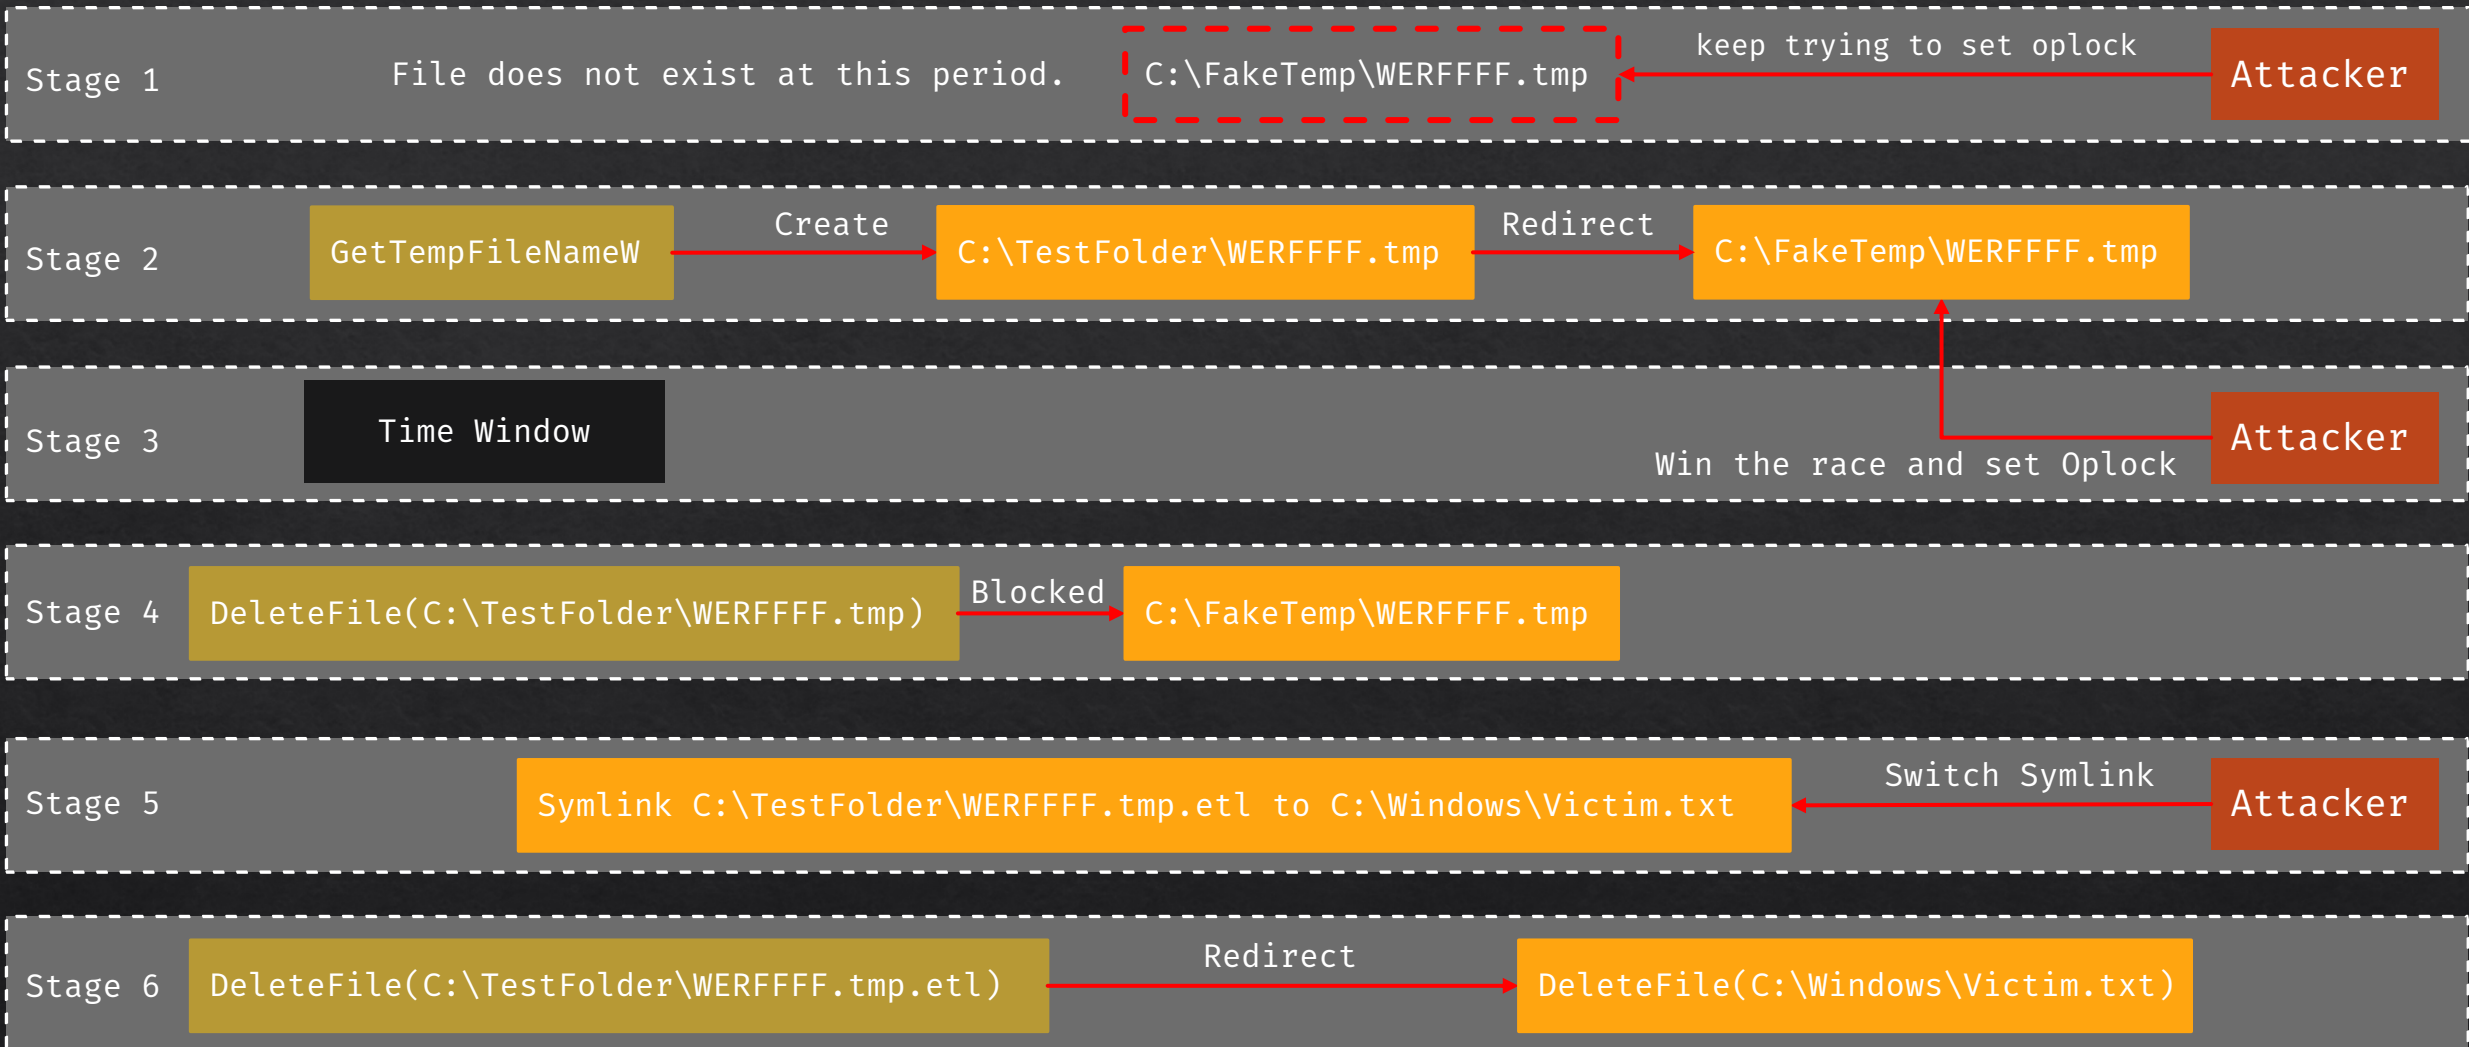 Stage 1
File does not exist at this period.
C:\FakeTemp\WERFFFF.tmp
keep trying to set oplock
Attacker
Stage 2
GetTempFileNameW
Create
C:\TestFolder\WERFFFF.tmp
Redirect
C:\FakeTemp\WERFFFF.tmp
Stage 3
Time Window
Win the race and set Oplock
Attacker
Stage 4
DeleteFile(C:\TestFolder\WERFFFF.tmp)
Blocked
C:\FakeTemp\WERFFFF.tmp
Stage 5
Symlink C:\TestFolder\WERFFFF.tmp.etl to C:\Windows\Victim.txt
Switch Symlink
Attacker
Stage 6
DeleteFile(C:\TestFolder\WERFFFF.tmp.etl)
Redirect
DeleteFile(C:\Windows\Victim.txt)